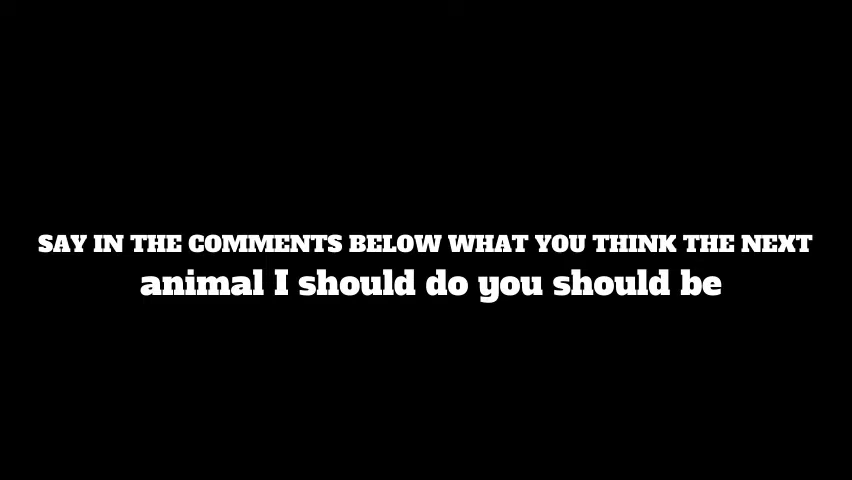 SAY IN THE COMMENTS BELOW WHAT YOU THINK THE NEXT
animal I should do you should be